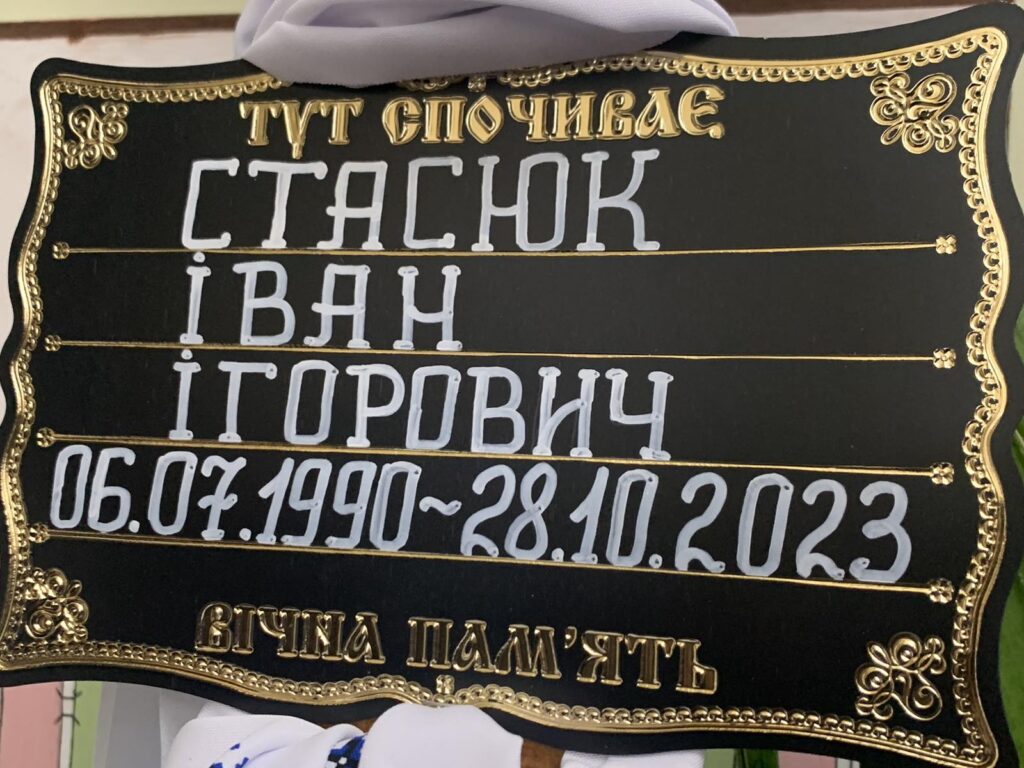 ТУТ СПОЧИВАЄ
СТАСЮК
ІВАН
ІГОРОВИЧ
06.07.1990~28.10.2023
ВІЧНА ПАМ'ЯТЬ